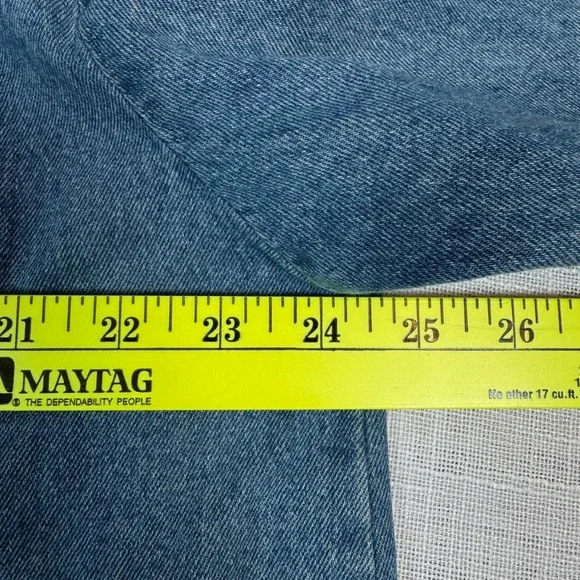 21 22 23 24 25 26
MAYTAG
® THE DEPENDABILITY PEOPLE
No other 17 cu.ft.